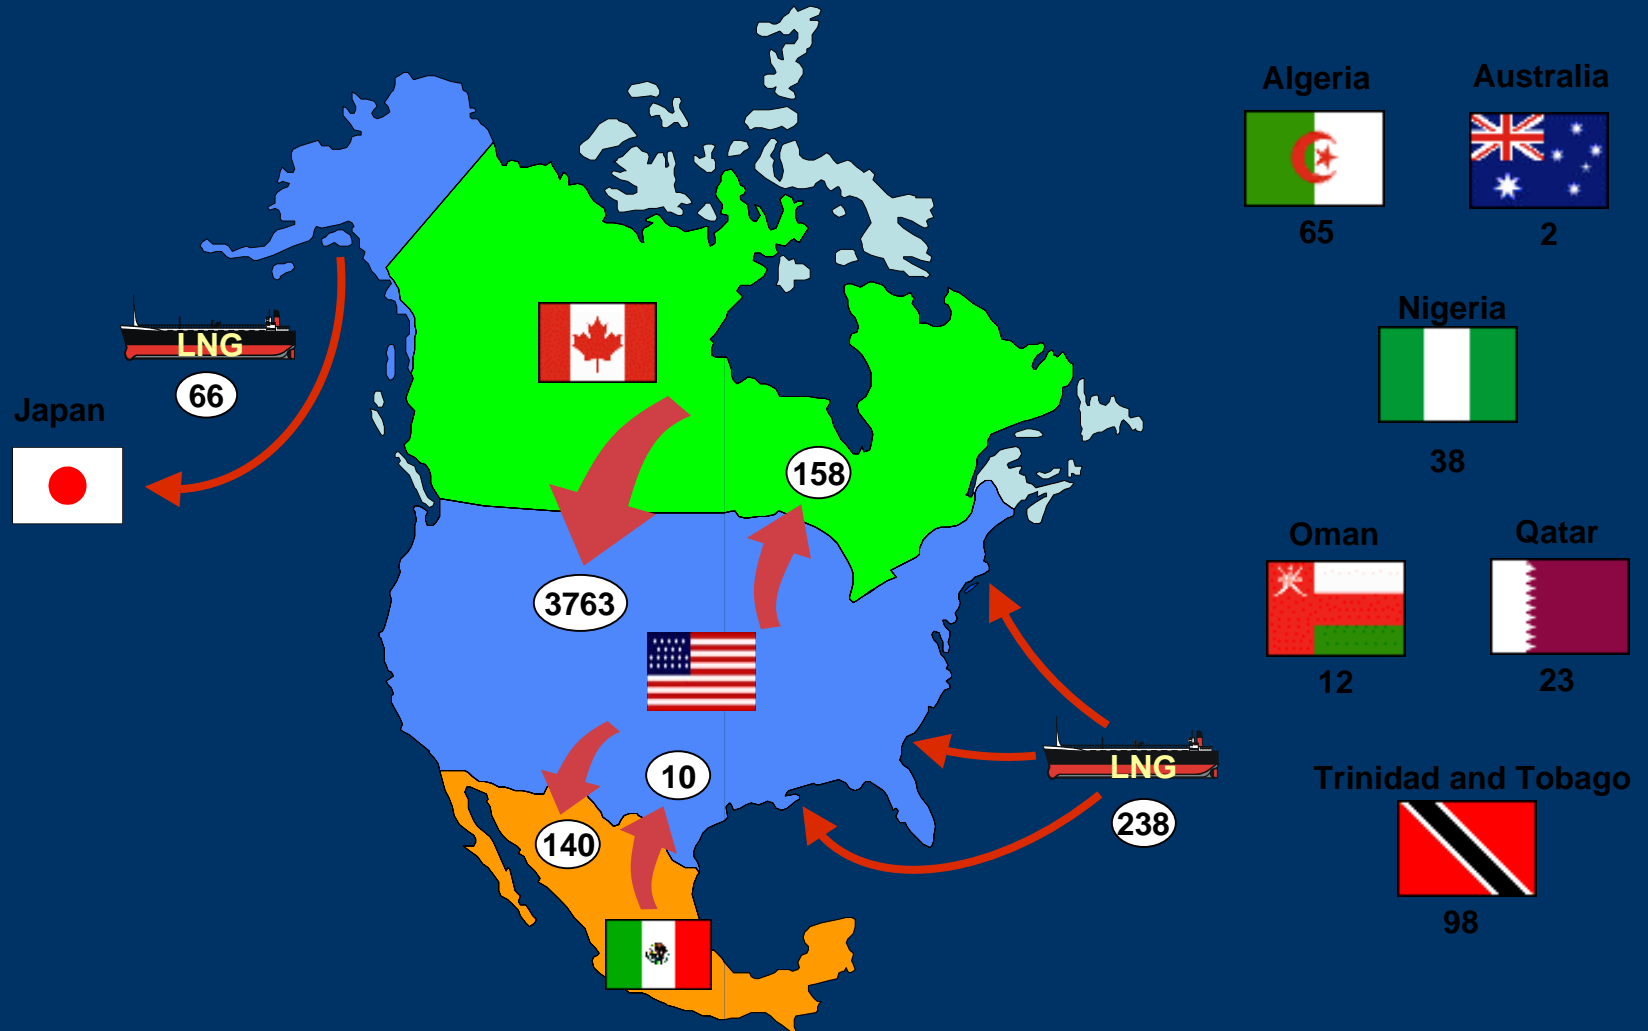 Algeria
65
Australia
2
Nigeria
38
Oman
12
Qatar
23
Trinidad and Tobago
98
LNG
66
Japan
158
3763
10
140
LNG
238